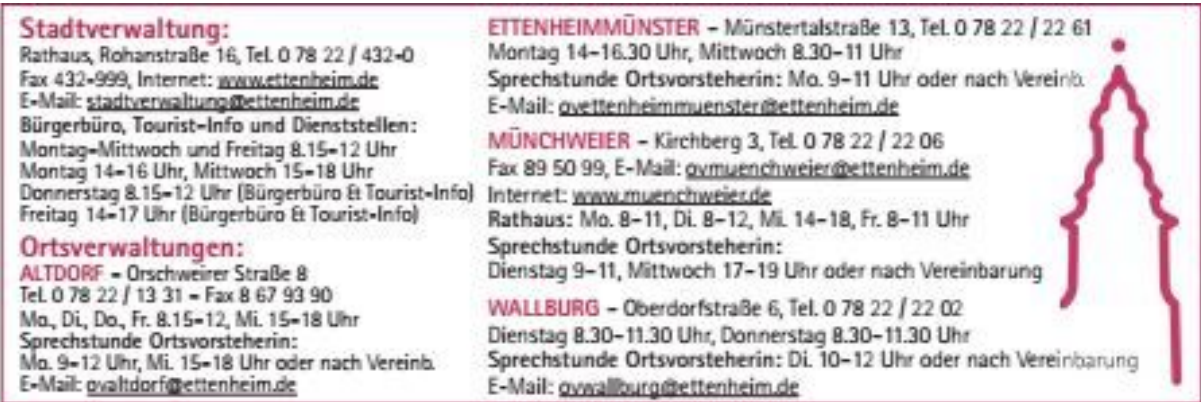 Stadtverwaltung:
Rathaus, Rohanstraße 16, Tel. 0 78 22 / 432-0
Fax 432-999, Internet: www.ettenheim.de
E-Mail: stadtverwaltung@ettenheim.de
Bürgerbüro, Tourist-Info und Dienststellen:
Montag-Mittwoch und Freitag 8.15-12 Uhr
Montag 14-16 Uhr, Mittwoch 15-18 Uhr
Donnerstag 8.15-12 Uhr (Bürgerbüro & Tourist-Info)
Freitag 14-17 Uhr (Bürgerbüro & Tourist-Info)
Ortsverwaltungen:
ALTDORF - Orschweirer Straße 8
Tel. 0 78 22 / 13 31 - Fax 8 67 93 90
Mo., Di., Do., Fr. 8.15-12, Mi. 15-18 Uhr
Sprechstunde Ortsvorsteherin:
Mo. 9-12 Uhr, Mi. 15-18 Uhr oder nach Vereinb.
E-Mail: ovaltdorf@ettenheim.de
ETTENHEIMMÜNSTER - Münstertalstraße 13, Tel. 0 78 22 / 22 61
Montag 14-16.30 Uhr, Mittwoch 8.30-11 Uhr
Sprechstunde Ortsvorsteherin: Mo. 9-11 Uhr oder nach Vereinb.
E-Mail: ovettenheimmuenster@ettenheim.de
MÜNCHWEIER - Kirchberg 3, Tel. 0 78 22 / 22 06
Fax 89 50 99, E-Mail: ovmuenchweier@ettenheim.de
Internet: www.muenchweier.de
Rathaus: Mo. 8-11, Di. 8-12, Mi. 14-18, Fr. 8-11 Uhr
Sprechstunde Ortsvorsteherin:
Dienstag 9-11, Mittwoch 17-19 Uhr oder nach Vereinbarung
WALLBURG - Oberdorfstraße 6, Tel. 0 78 22 / 22 02
Dienstag 8.30-11.30 Uhr, Donnerstag 8.30-11.30 Uhr
Sprechstunde Ortsvorsteherin: Di. 10-12 Uhr oder nach Vereinbarung
E-Mail: ovwallburg@ettenheim.de